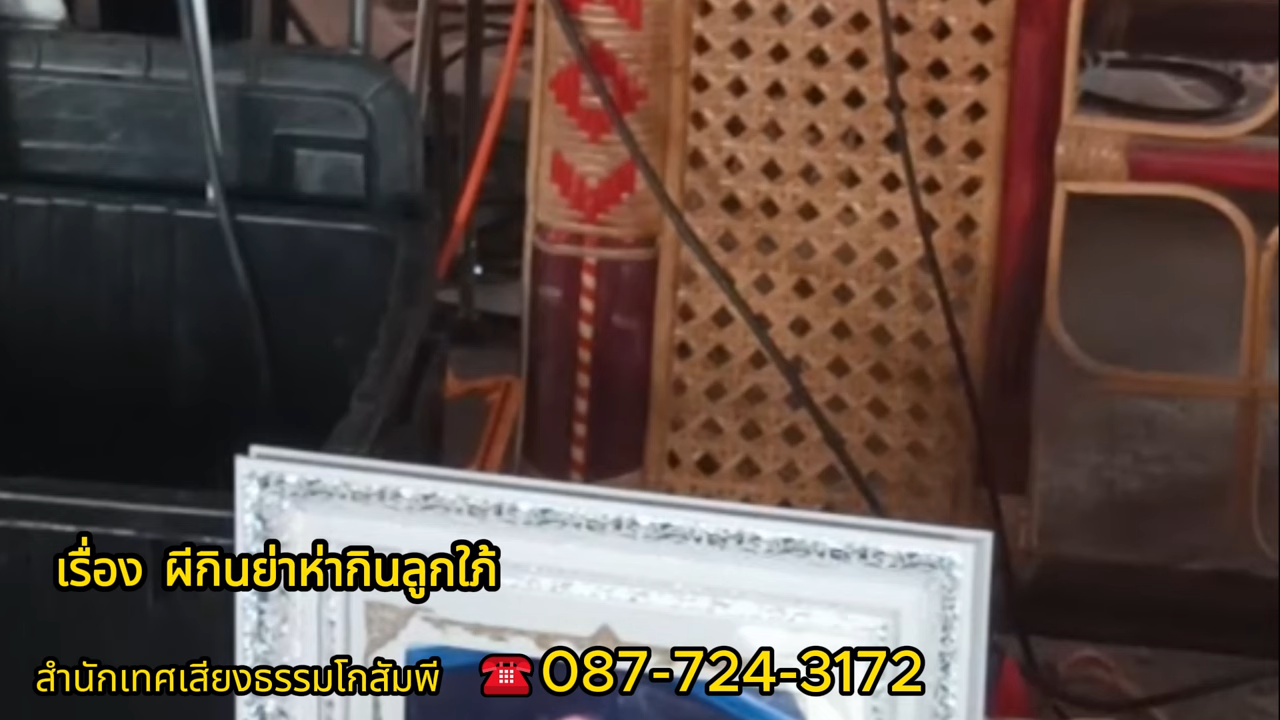 เรื่อง ผีกินย่าห่ากินลูกใภ้
สำนักเทศเสียงธรรมโกสัมพี ☎️087-724-3172